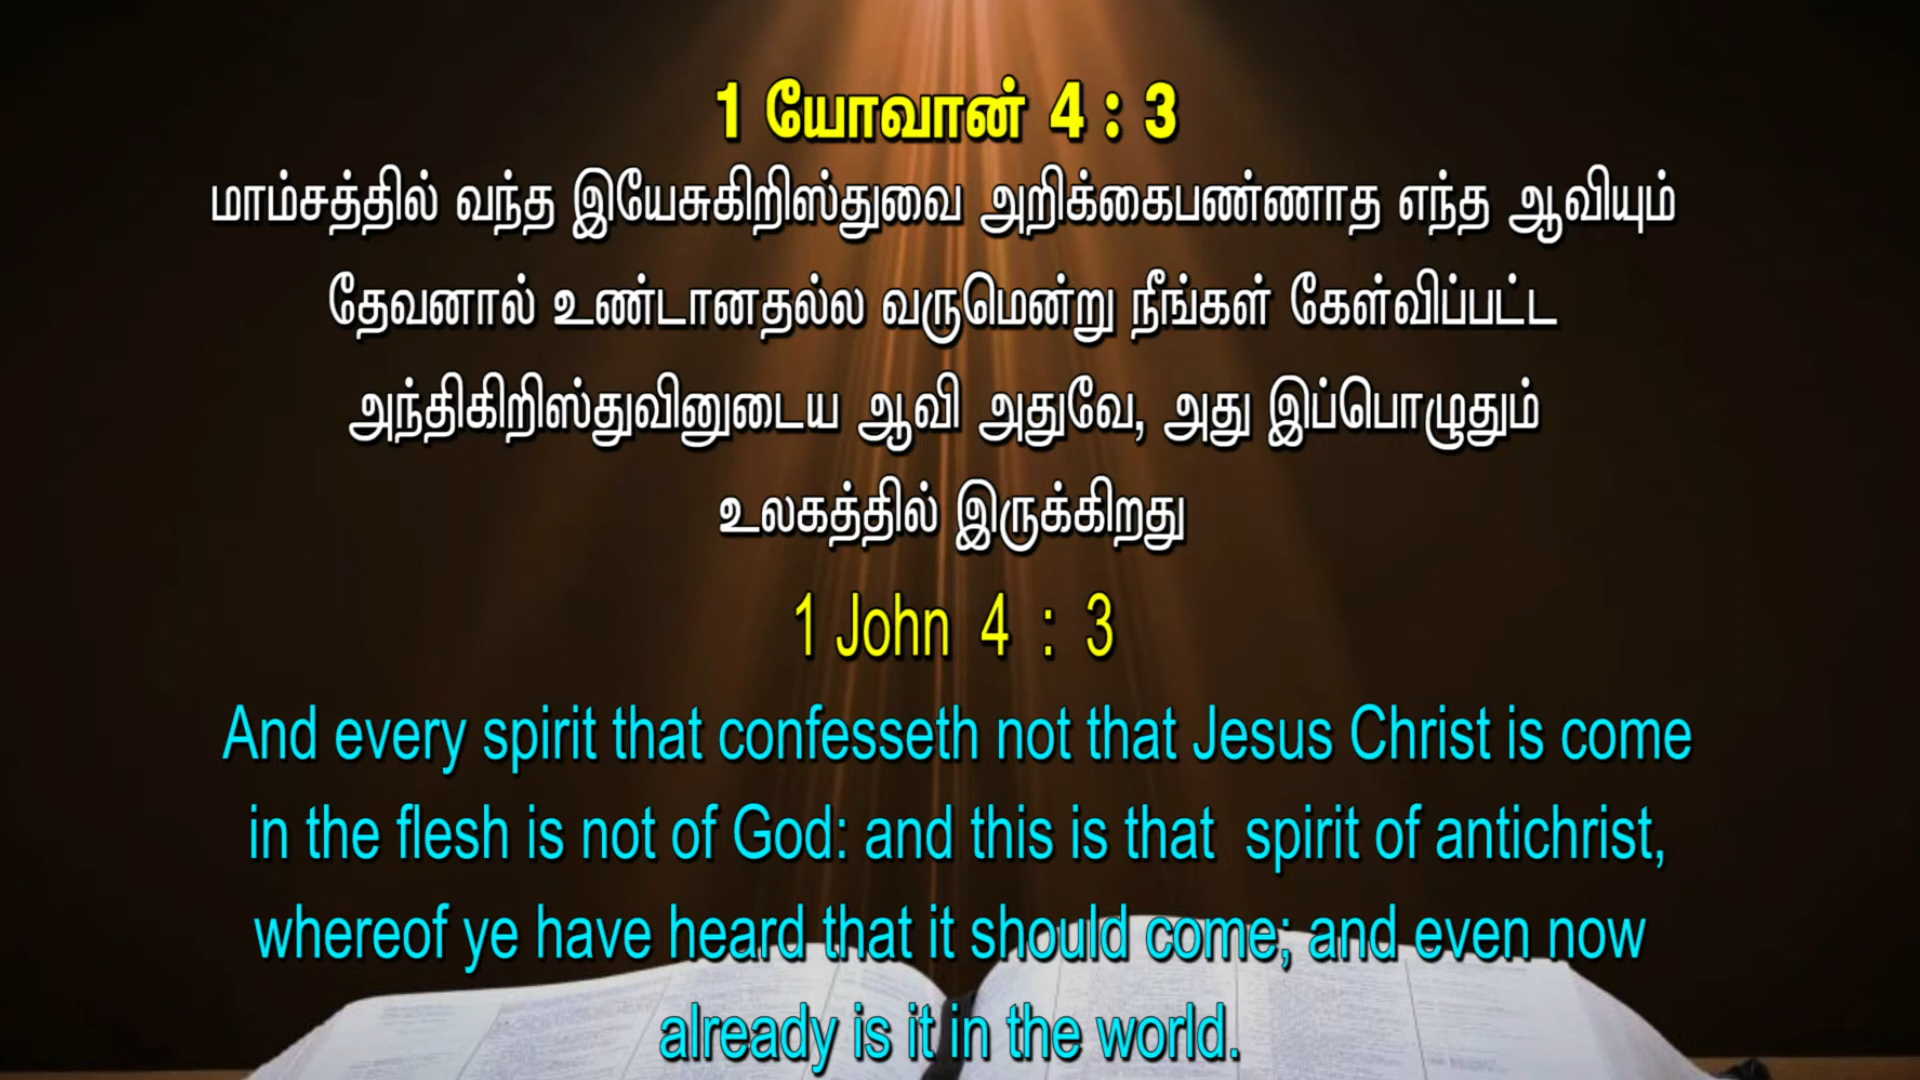 1 யோவான் 4 : 3
மாம்சத்தில் வந்த இயேசுகிறிஸ்துவை அறிக்கைபண்ணாத எந்த ஆவியும்
தேவனால் உண்டானதல்ல வருமென்று நீங்கள் கேள்விப்பட்ட
அந்திகிறிஸ்துவினுடைய ஆவி அதுவே, அது இப்பொழுதும்
உலகத்தில் இருக்கிறது
1 John 4 : 3
And every spirit that confesseth not that Jesus Christ is come
in the flesh is not of God: and this is that spirit of antichrist,
whereof ye have heard that it should come; and even now
already is it in the world.